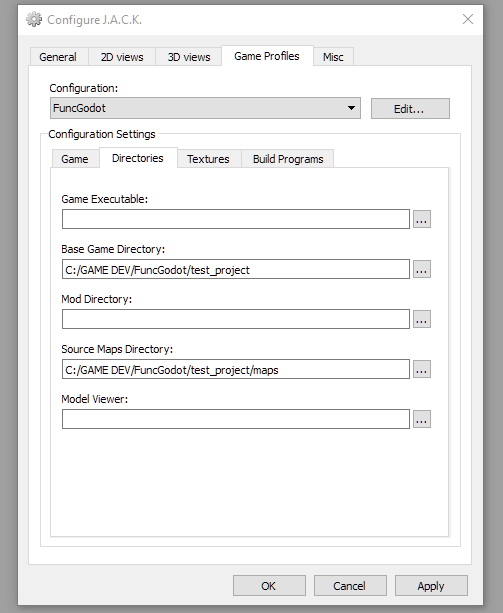 Configure J.A.C.K.
General 2D views 3D views Game Profiles Misc
Configuration:
FuncGodot Edit...
Configuration Settings
Game Directories Textures Build Programs
Game Executable:
...
Base Game Directory:
C:/GAME DEV/FuncGodot/test_project ...
Mod Directory:
...
Source Maps Directory:
C:/GAME DEV/FuncGodot/test_project/maps ...
Model Viewer:
...
OK Cancel Apply